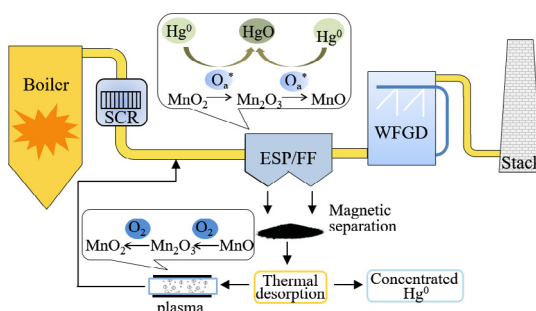 Hg⁰ HgO Hg⁰
Oₐ* Oₐ*
MnO₂ Mn₂O₃ MnO
Boiler
SCR
ESP/FF
WFGD
Stack
Magnetic
separation
O₂ O₂
MnO₂ Mn₂O₃ MnO
plasma
Thermal
desorption
Concentrated
Hg⁰